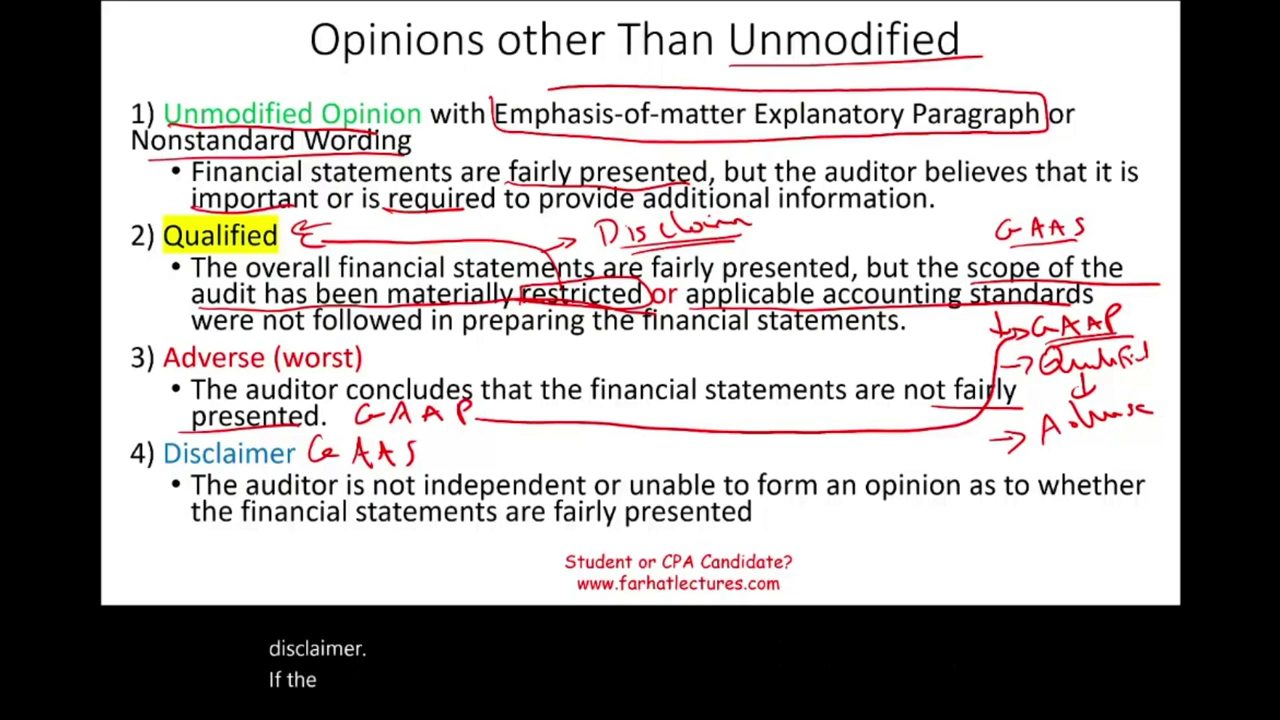 Opinions other Than Unmodified
1) Unmodified Opinion with Emphasis-of-matter Explanatory Paragraph or
Nonstandard Wording
• Financial statements are fairly presented, but the auditor believes that it is
important or is required to provide additional information.
2) Qualified
GAAS
• The overall financial statements are fairly presented, but the scope of the
audit has been materially restricted or applicable accounting standards
were not followed in preparing the financial statements.
GAAP
3) Adverse (worst)
• The auditor concludes that the financial statements are not fairly
presented. GAAP
4) Disclaimer GAAS
• The auditor is not independent or unable to form an opinion as to whether
the financial statements are fairly presented
Student or CPA Candidate?
www.farhatlectures.com
disclaimer.
If the